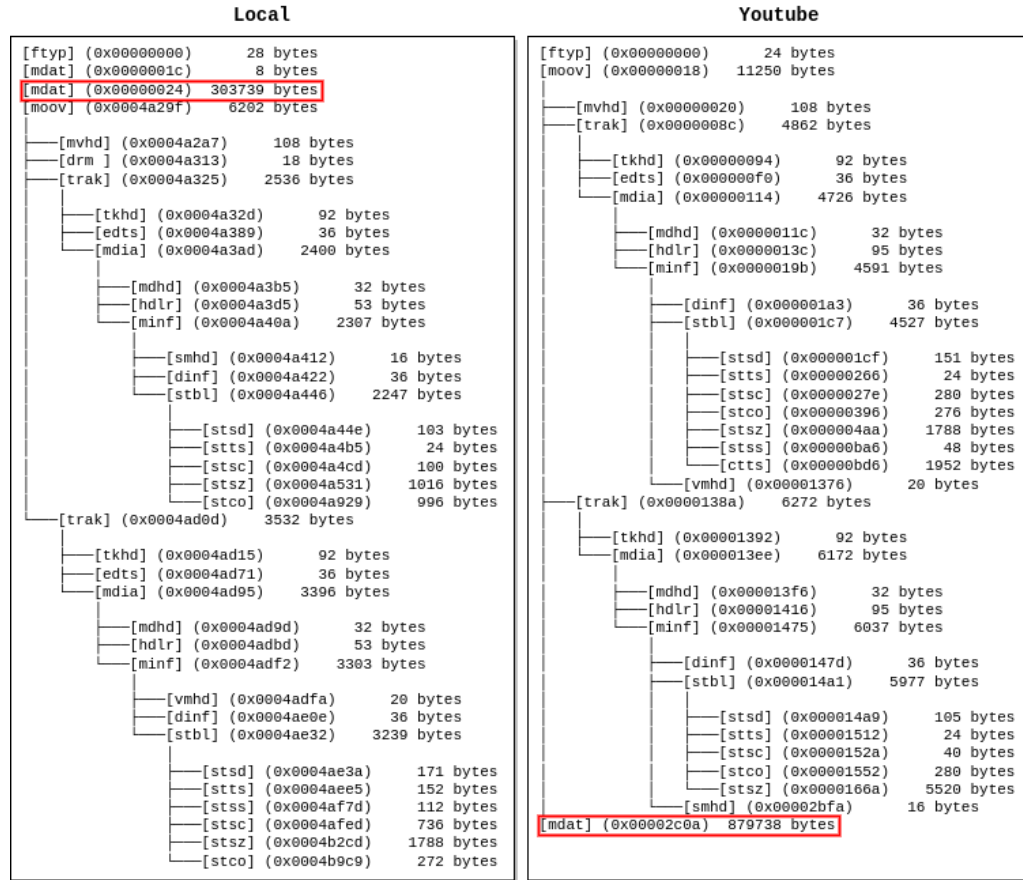 Local
[ftyp] (0x00000000) 28 bytes
[mdat] (0x0000001c) 8 bytes
[mdat] (0x00000024) 303739 bytes
[moov] (0x0004a29f) 6202 bytes
[mvhd] (0x0004a2a7) 108 bytes
[drm ] (0x0004a313) 18 bytes
[trak] (0x0004a325) 2536 bytes
[tkhd] (0x0004a32d) 92 bytes
[edts] (0x0004a389) 36 bytes
[mdia] (0x0004a3ad) 2400 bytes
[mdhd] (0x0004a3b5) 32 bytes
[hdlr] (0x0004a3d5) 53 bytes
[minf] (0x0004a40a) 2307 bytes
[smhd] (0x0004a412) 16 bytes
[dinf] (0x0004a422) 36 bytes
[stbl] (0x0004a446) 2247 bytes
[stsd] (0x0004a44e) 103 bytes
[stts] (0x0004a4b5) 24 bytes
[stsc] (0x0004a4cd) 100 bytes
[stsz] (0x0004a531) 1016 bytes
[stco] (0x0004a929) 996 bytes
[trak] (0x0004ad0d) 3532 bytes
[tkhd] (0x0004ad15) 92 bytes
[edts] (0x0004ad71) 36 bytes
[mdia] (0x0004ad95) 3396 bytes
[mdhd] (0x0004ad9d) 32 bytes
[hdlr] (0x0004adbd) 53 bytes
[minf] (0x0004adf2) 3303 bytes
[vmhd] (0x0004adfa) 20 bytes
[dinf] (0x0004ae0e) 36 bytes
[stbl] (0x0004ae32) 3239 bytes
[stsd] (0x0004ae3a) 171 bytes
[stts] (0x0004aee5) 152 bytes
[stss] (0x0004af7d) 112 bytes
[stsc] (0x0004afed) 736 bytes
[stsz] (0x0004b2cd) 1788 bytes
[stco] (0x0004b9c9) 272 bytes
Youtube
[ftyp] (0x00000000) 24 bytes
[moov] (0x00000018) 11250 bytes
[mvhd] (0x00000020) 108 bytes
[trak] (0x0000008c) 4862 bytes
[tkhd] (0x00000094) 92 bytes
[edts] (0x000000f0) 36 bytes
[mdia] (0x00000114) 4726 bytes
[mdhd] (0x0000011c) 32 bytes
[hdlr] (0x0000013c) 95 bytes
[minf] (0x0000019b) 4591 bytes
[dinf] (0x000001a3) 36 bytes
[stbl] (0x000001c7) 4527 bytes
[stsd] (0x000001cf) 151 bytes
[stts] (0x00000266) 24 bytes
[stsc] (0x0000027e) 280 bytes
[stco] (0x00000396) 276 bytes
[stsz] (0x000004aa) 1788 bytes
[stss] (0x00000ba6) 48 bytes
[ctts] (0x00000bd6) 1952 bytes
[vmhd] (0x00001376) 20 bytes
[trak] (0x0000138a) 6272 bytes
[tkhd] (0x00001392) 92 bytes
[mdia] (0x000013ee) 6172 bytes
[mdhd] (0x000013f6) 32 bytes
[hdlr] (0x00001416) 95 bytes
[minf] (0x00001475) 6037 bytes
[dinf] (0x0000147d) 36 bytes
[stbl] (0x000014a1) 5977 bytes
[stsd] (0x000014a9) 105 bytes
[stts] (0x00001512) 24 bytes
[stsc] (0x0000152a) 40 bytes
[stco] (0x00001552) 280 bytes
[stsz] (0x0000166a) 5520 bytes
[smhd] (0x00002bfa) 16 bytes
[mdat] (0x00002c0a) 879738 bytes